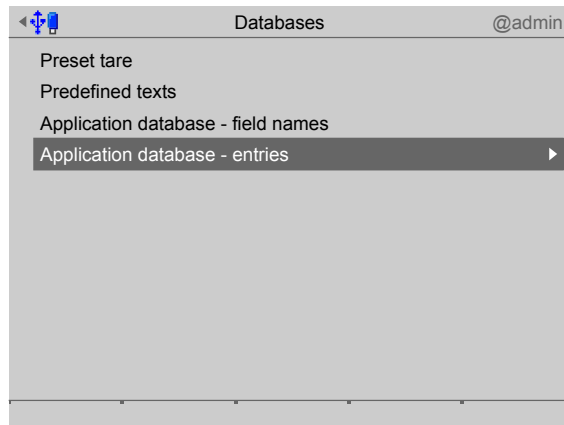 Databases @admin
Preset tare
Predefined texts
Application database - field names
Application database - entries